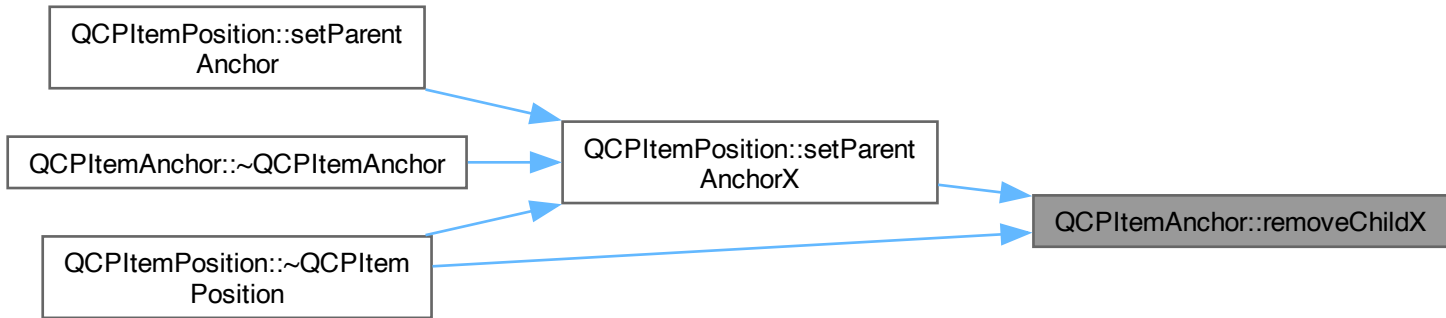 QCPItemPosition::setParent
Anchor
QCPItemAnchor::~QCPItemAnchor
QCPItemPosition::~QCPItem
Position
QCPItemPosition::setParent
AnchorX
QCPItemAnchor::removeChildX